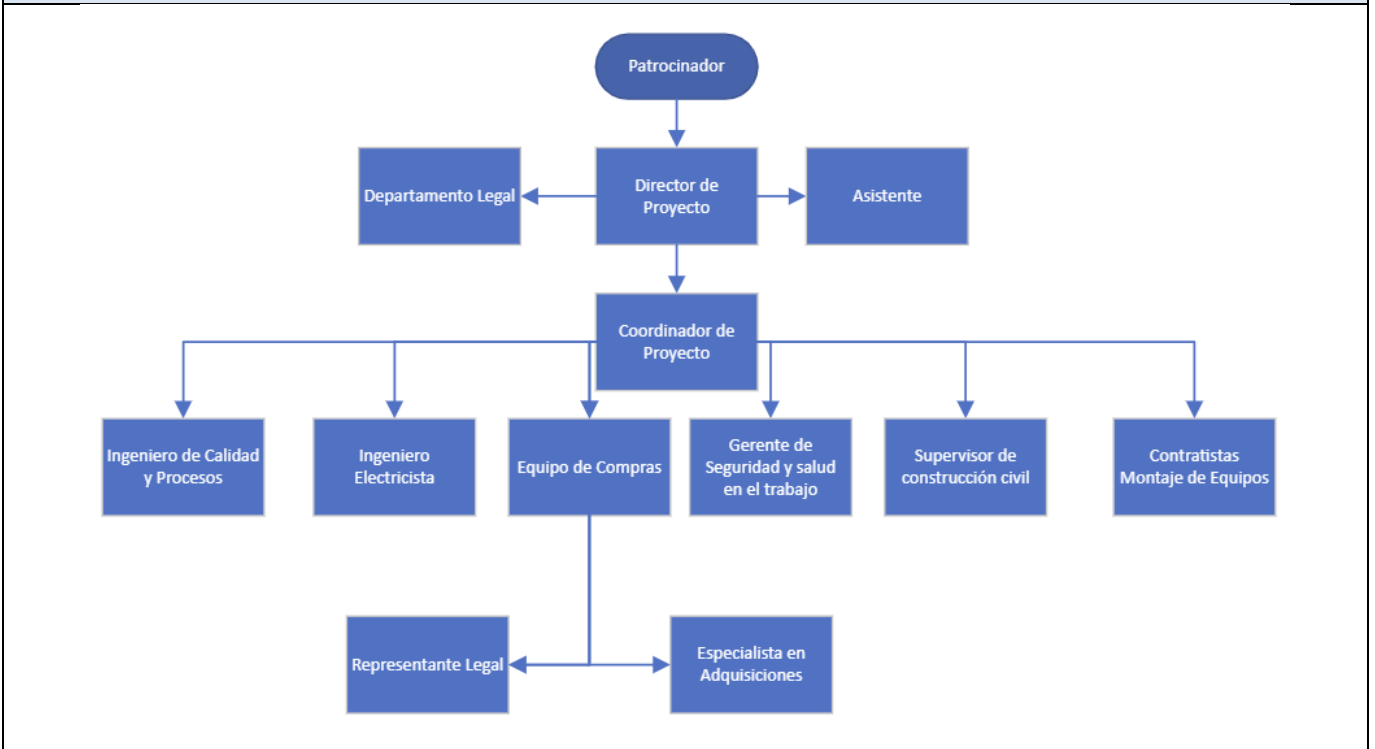 Patrocinador
Departamento Legal
Director de
Proyecto
Asistente
Coordinador de
Proyecto
Ingeniero de Calidad
y Procesos
Ingeniero
Electricista
Equipo de Compras
Gerente de
Seguridad y salud
en el trabajo
Supervisor de
construcción civil
Contratistas
Montaje de Equipos
Representante Legal
Especialista en
Adquisiciones